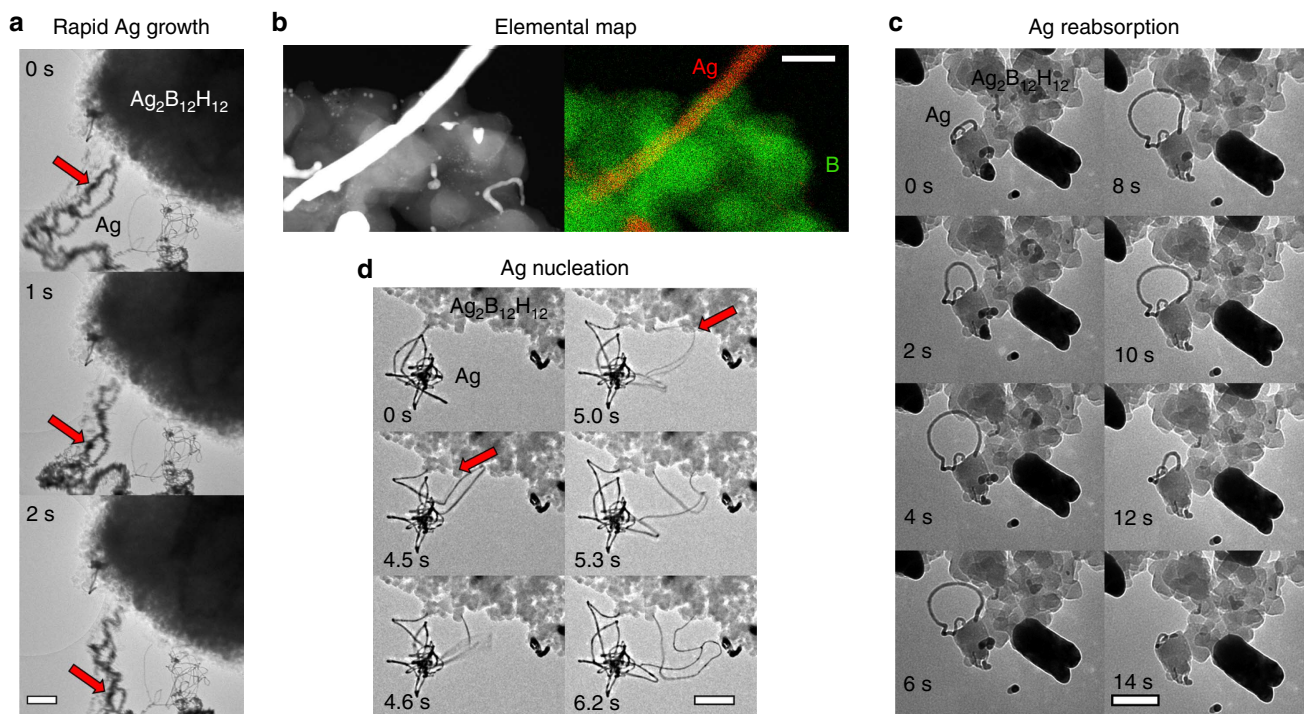 a Rapid Ag growth
0 s
Ag₂B₁₂H₁₂
Ag
1 s
2 s
b Elemental map
Ag
B
d Ag nucleation
Ag₂B₁₂H₁₂
Ag
0 s
5.0 s
4.5 s
5.3 s
4.6 s
6.2 s
c Ag reabsorption
Ag₂B₁₂H₁₂
Ag
0 s
8 s
2 s
10 s
4 s
12 s
6 s
14 s